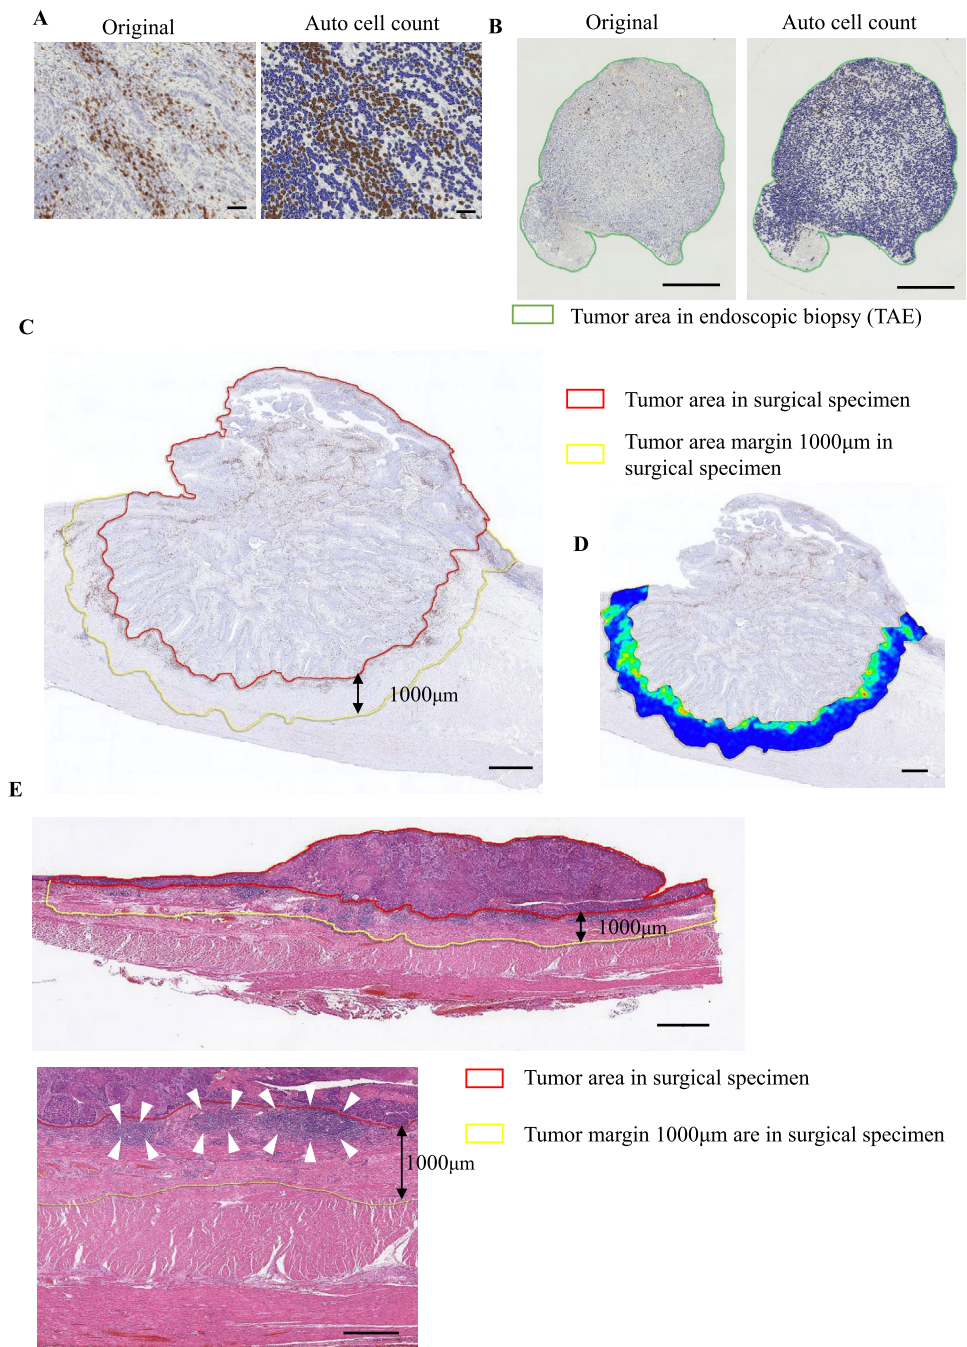 A
Original
Auto cell count
B
Original
Auto cell count
Tumor area in endoscopic biopsy (TAE)
C
Tumor area in surgical specimen
Tumor area margin 1000μm in
surgical specimen
1000μm
D
E
1000μm
Tumor area in surgical specimen
Tumor margin 1000μm are in surgical specimen
1000μm